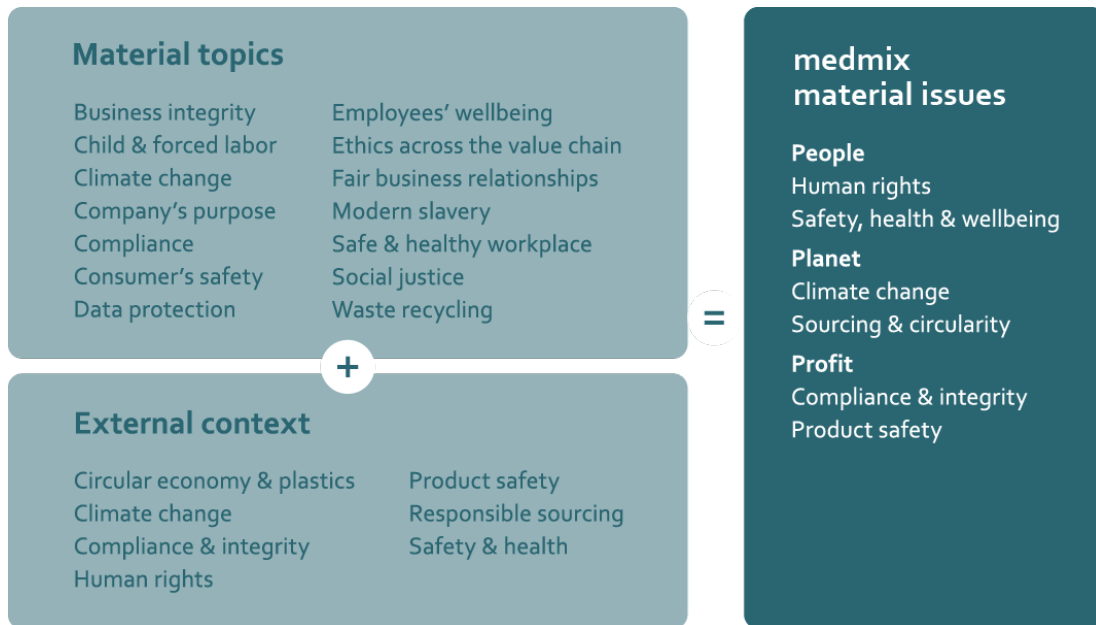 Material topics
Business integrity
Child & forced labor
Climate change
Company's purpose
Compliance
Consumer's safety
Data protection
Employees' wellbeing
Ethics across the value chain
Fair business relationships
Modern slavery
Safe & healthy workplace
Social justice
Waste recycling
+
External context
Circular economy & plastics
Climate change
Compliance & integrity
Human rights
Product safety
Responsible sourcing
Safety & health
=
medmix
material issues
People
Human rights
Safety, health & wellbeing
Planet
Climate change
Sourcing & circularity
Profit
Compliance & integrity
Product safety